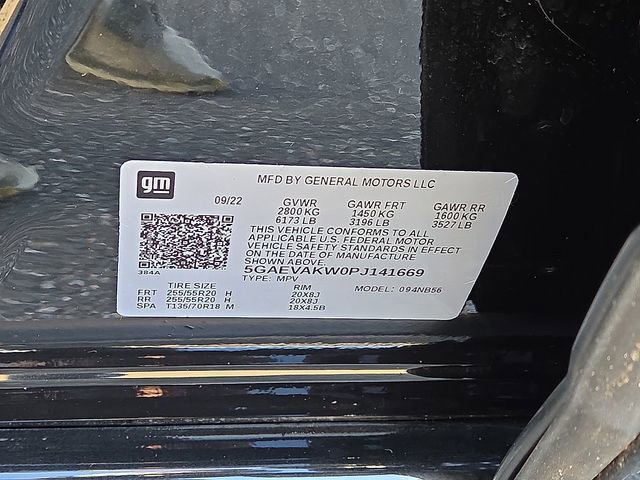 gm
MFD BY GENERAL MOTORS LLC
09/22 GVWR GAWR FRT GAWR RR
2800 KG 1450 KG 1600 KG
6173 LB 3196 LB 3527 LB
THIS VEHICLE CONFORMS TO ALL
APPLICABLE U.S. FEDERAL MOTOR
VEHICLE SAFETY STANDARDS IN EFFECT
ON THE DATE OF MANUFACTURE
SHOWN ABOVE.
384A 5GAEVAKW0PJ141669
TYPE: MPV
TIRE SIZE RIM MODEL: 094NB56
FRT 255/55R20 H 20X8J
RR 255/55R20 H 20X8J
SPA T135/70R18 M 18X4.5B